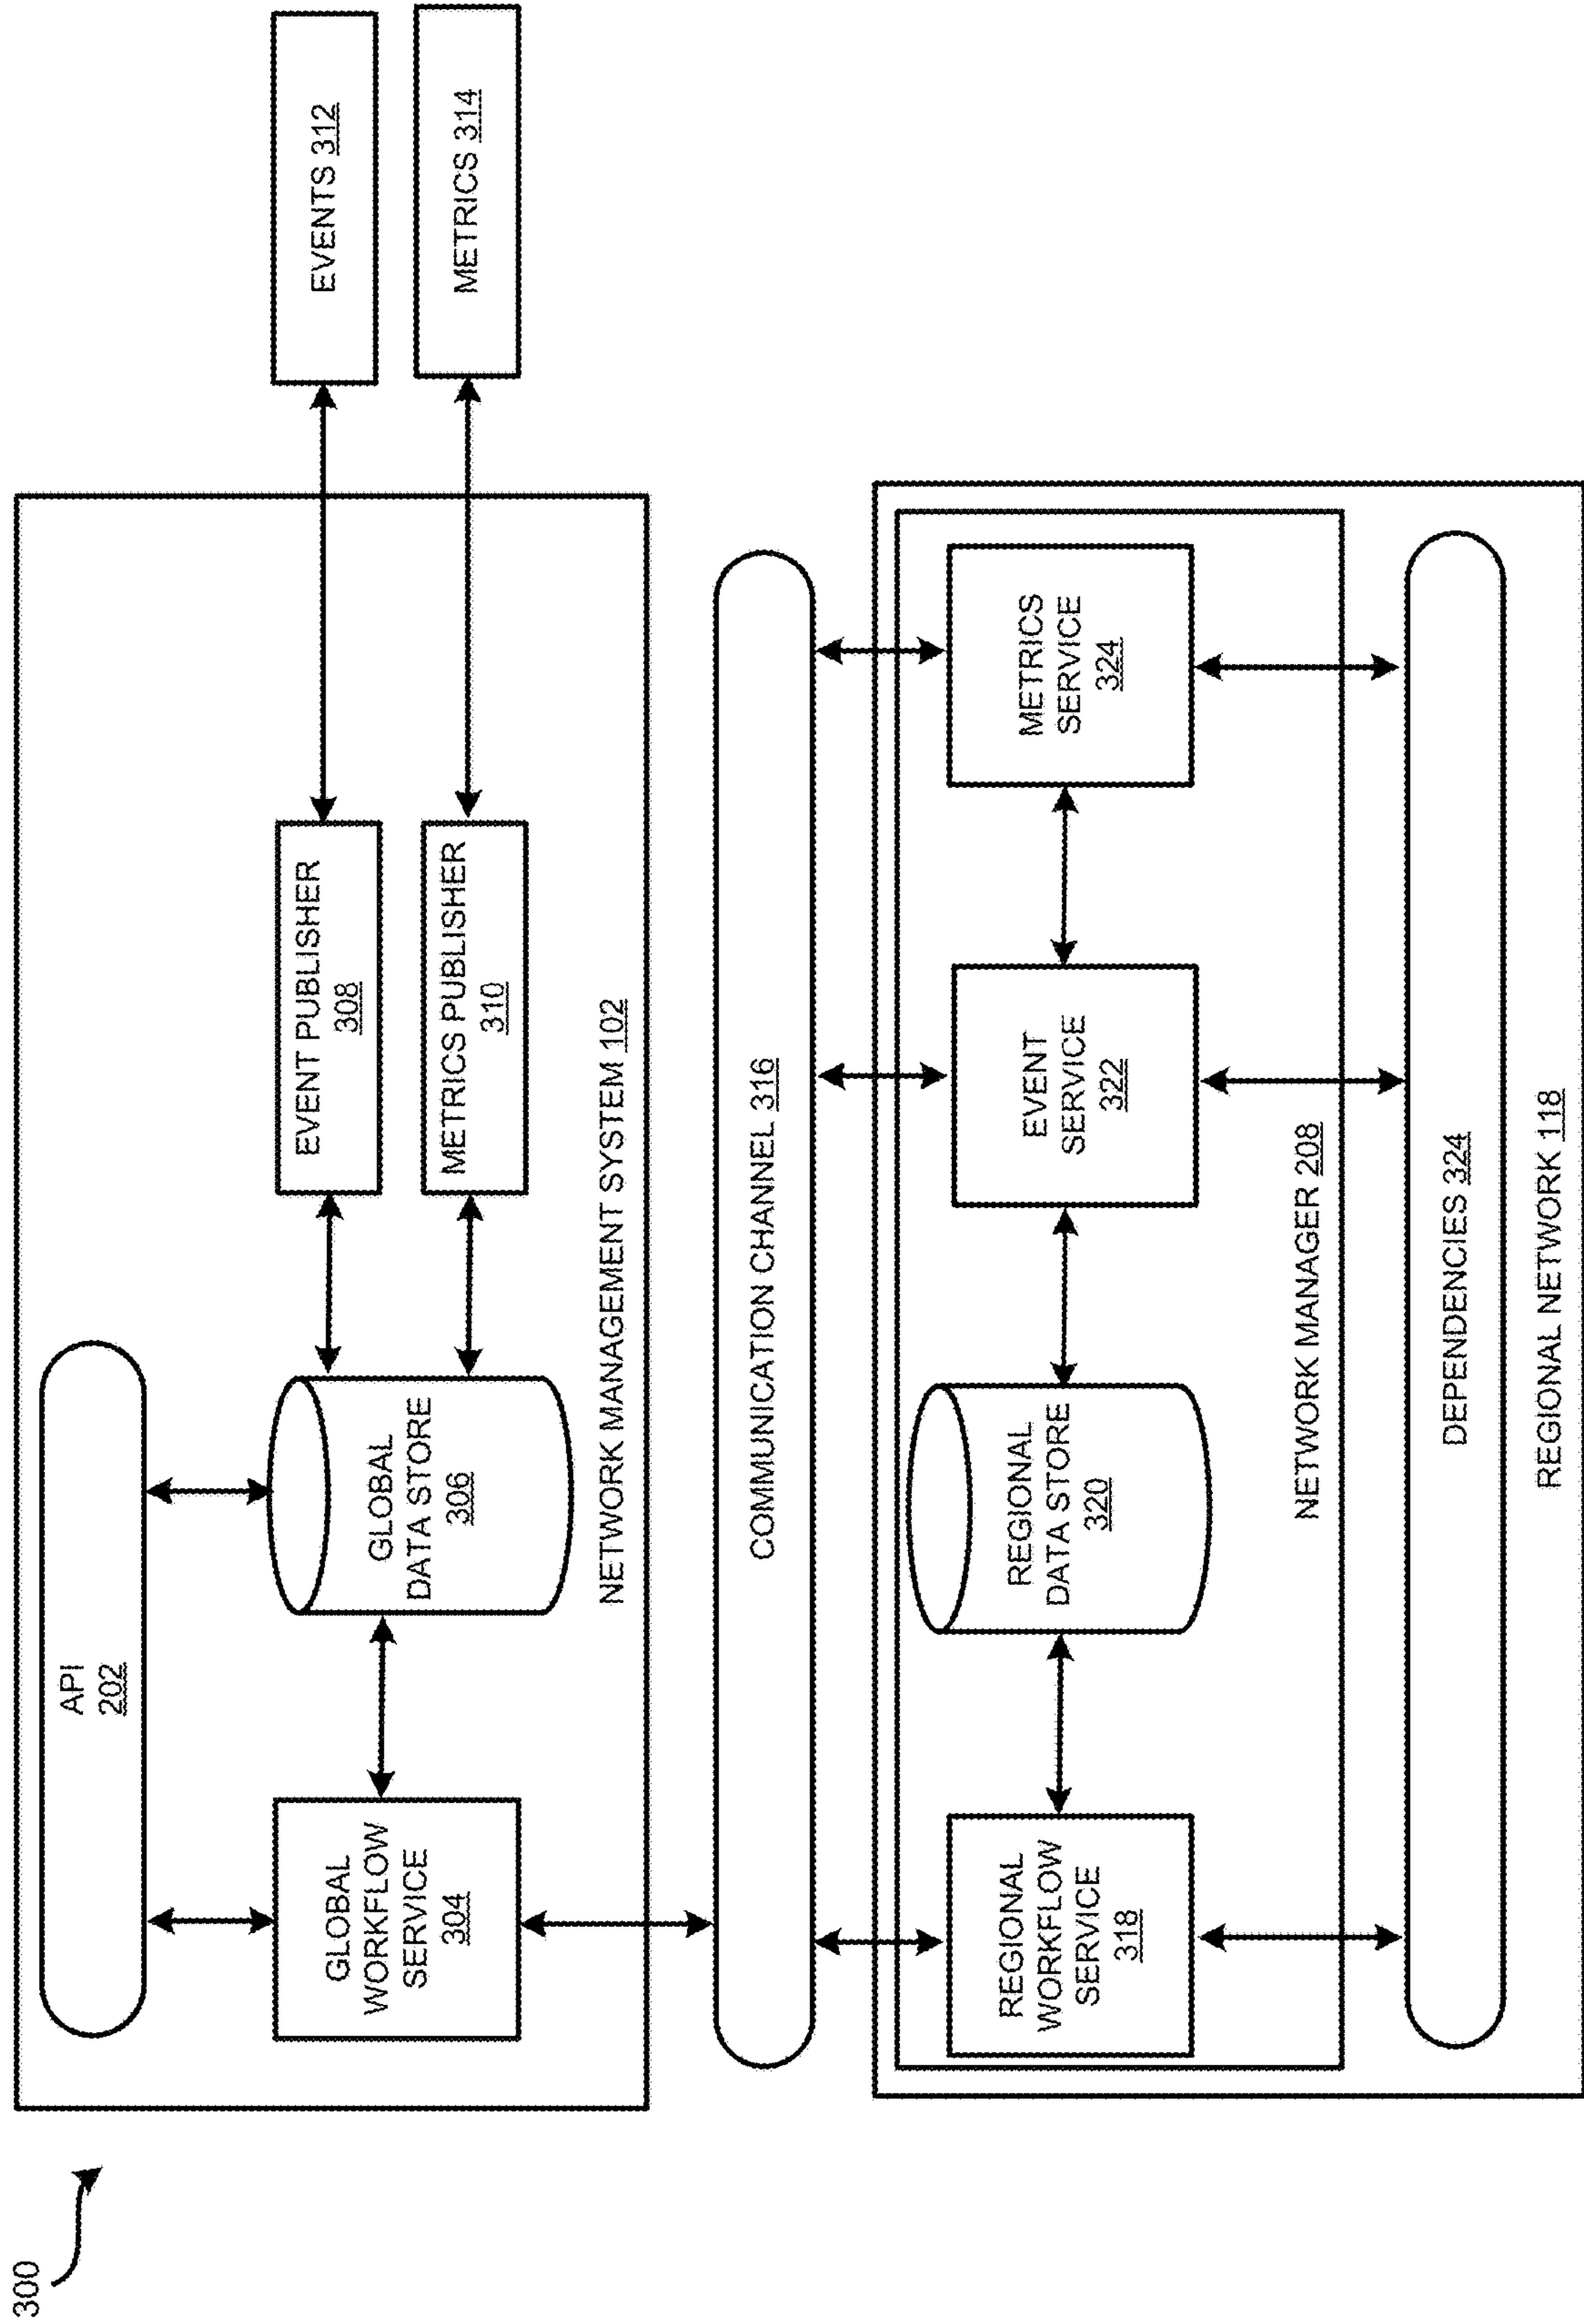 300
API
202
GLOBAL
WORKFLOW
SERVICE
304
GLOBAL
DATA STORE
306
EVENT PUBLISHER
308
METRICS PUBLISHER
310
EVENTS 312
METRICS 314
NETWORK MANAGEMENT SYSTEM 102
COMMUNICATION CHANNEL 316
REGIONAL
WORKFLOW
SERVICE
318
REGIONAL
DATA STORE
320
EVENT
SERVICE
322
METRICS
SERVICE
324
NETWORK MANAGER 208
DEPENDENCIES 324
REGIONAL NETWORK 118